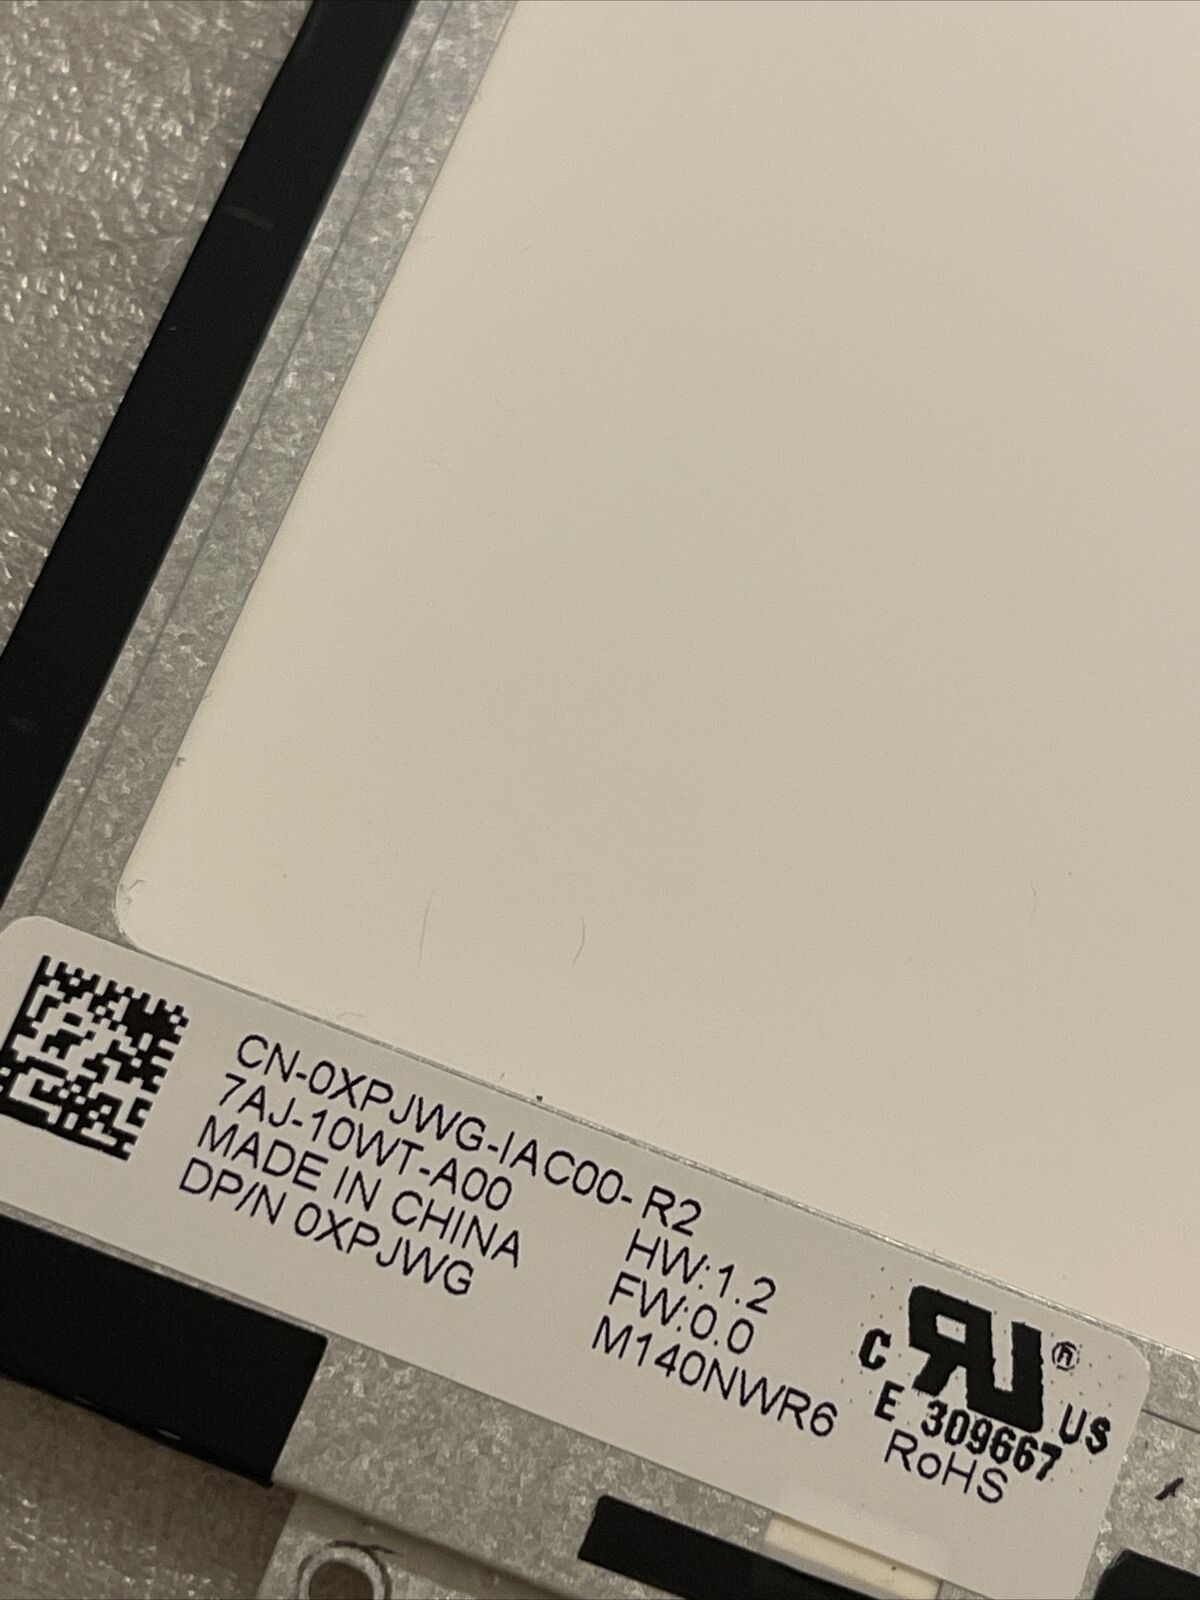 CN-0XPJWG-IAC00-
7AJ-10WT-A00
MADE IN CHINA
DP/N 0XPJWG
R2
HW:1.2
FW:0.0
M140NWR6
C RU ® US
E 309667
RoHS